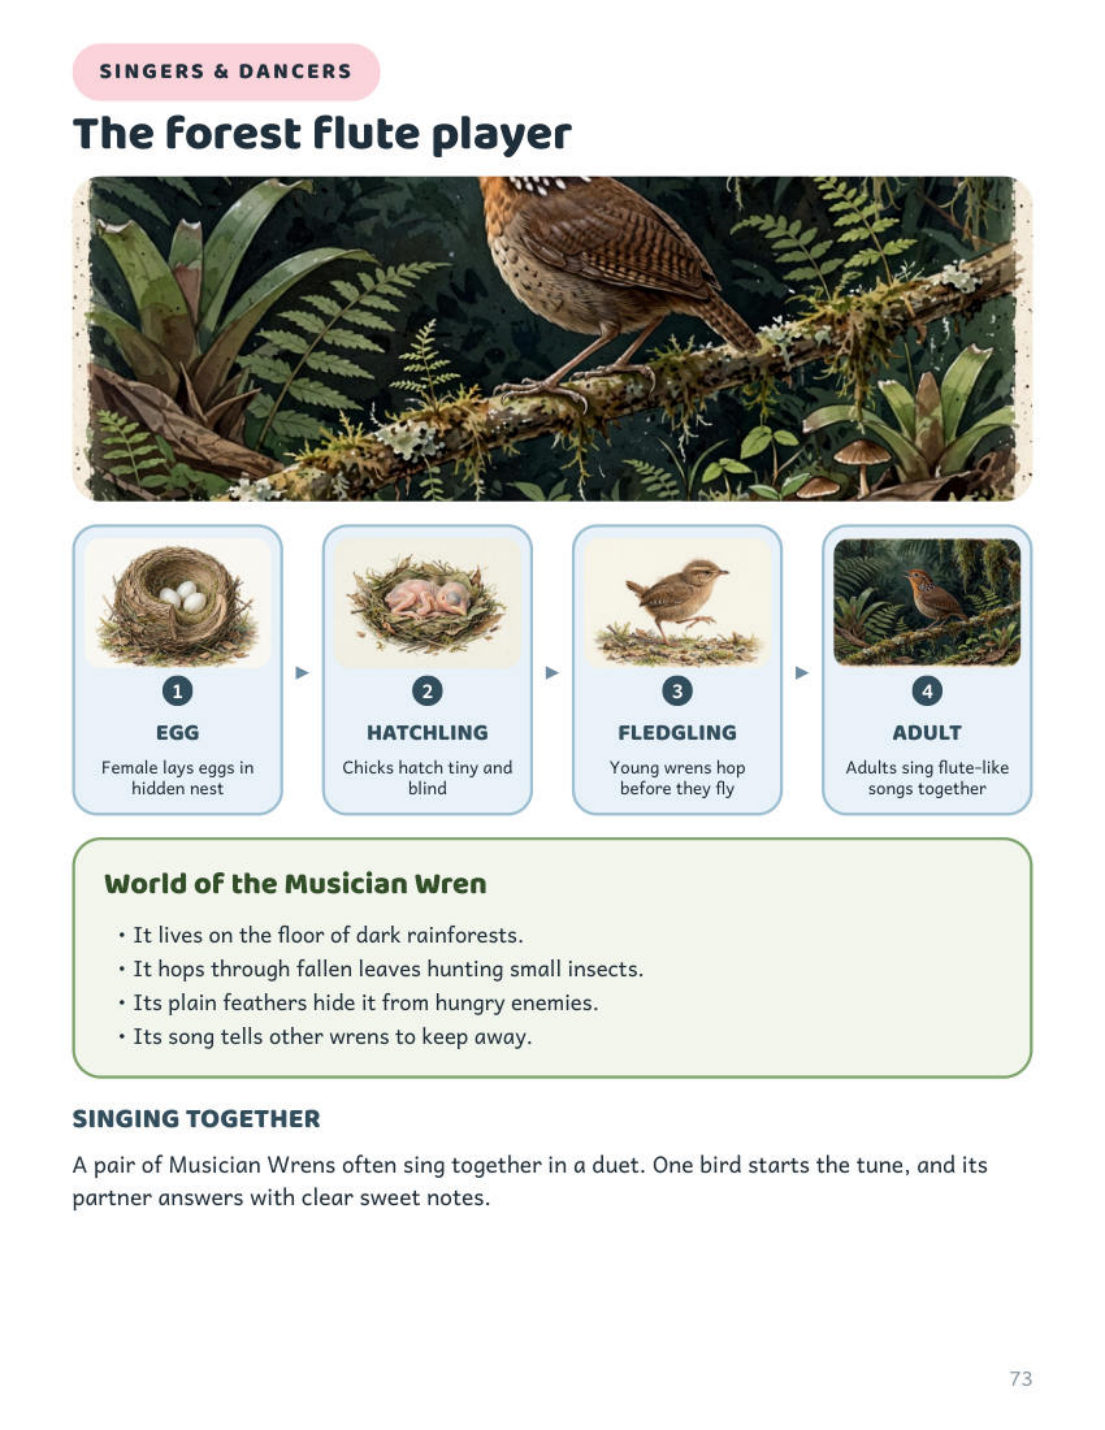 SINGERS & DANCERS
The forest flute player
1
EGG
Female lays eggs in
hidden nest
2
HATCHLING
Chicks hatch tiny and
blind
3
FLEDGLING
Young wrens hop
before they fly
4
ADULT
Adults sing flute-like
songs together
World of the Musician Wren
• It lives on the floor of dark rainforests.
• It hops through fallen leaves hunting small insects.
• Its plain feathers hide it from hungry enemies.
• Its song tells other wrens to keep away.
SINGING TOGETHER
A pair of Musician Wrens often sing together in a duet. One bird starts the tune, and its
partner answers with clear sweet notes.
73